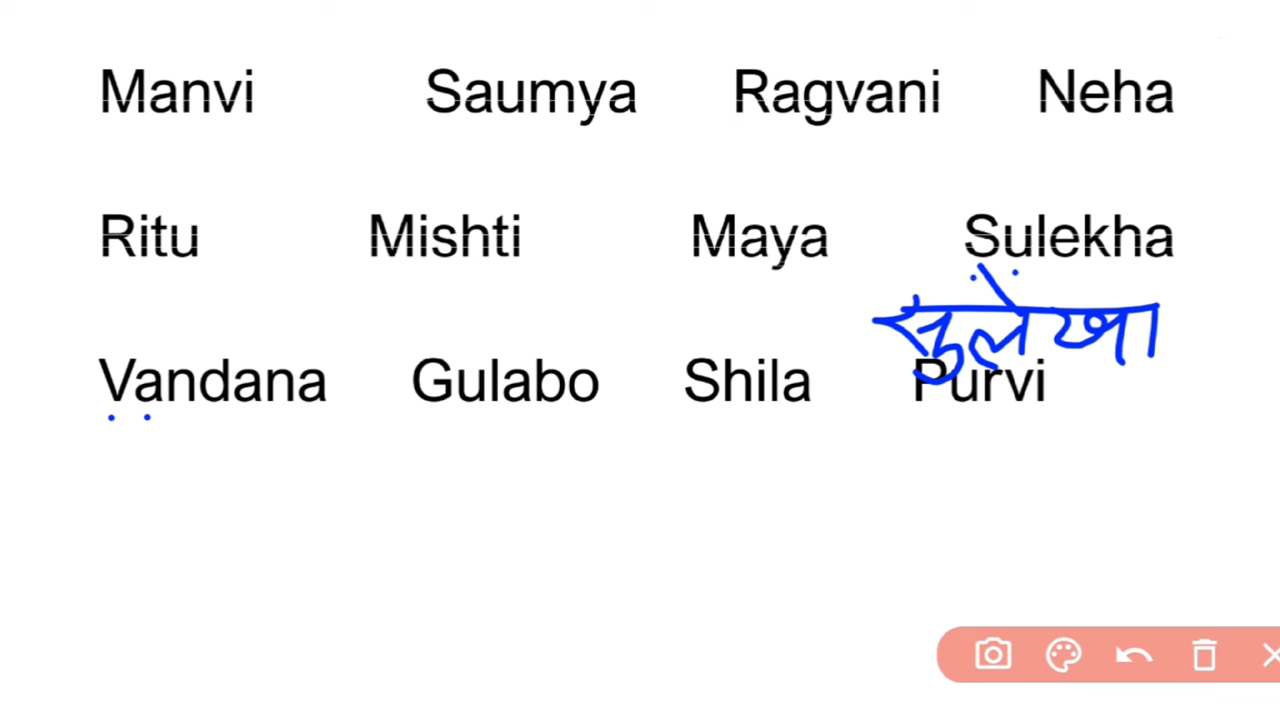 Manvi Saumya Ragvani Neha
Ritu Mishti Maya Sulekha
सुलेखा
Vandana Gulabo Shila Purvi